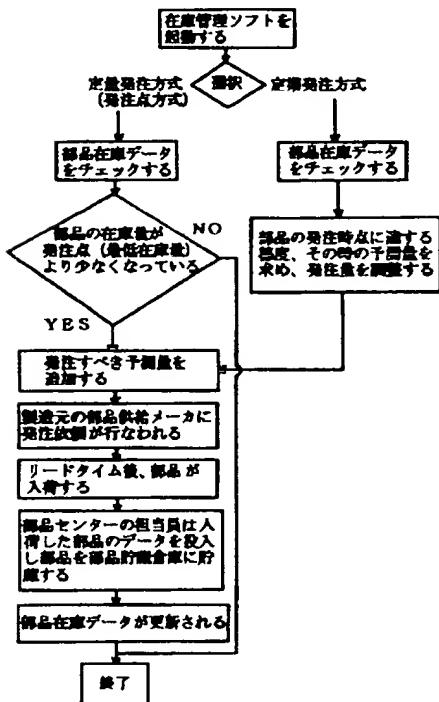 在庫管理ソフトを
起動する
選択
定量発注方式
(発注点方式)
定期発注方式
部品在庫データ
をチェックする
部品在庫データ
をチェックする
部品の在庫量が
発注点（最低在庫量）
より少なくなっている
NO
YES
部品の発注時点に達する
都度、その時の予測量を
求め、発注量を調整する
発注すべき予測量を
追加する
製造元の部品供給メーカに
発注依頼が行なわれる
リードタイム後、部品が
入荷する
部品センターの担当員は入
荷した部品のデータを投入
し部品を部品貯蔵倉庫に貯
蔵する
部品在庫データが更新される
終了